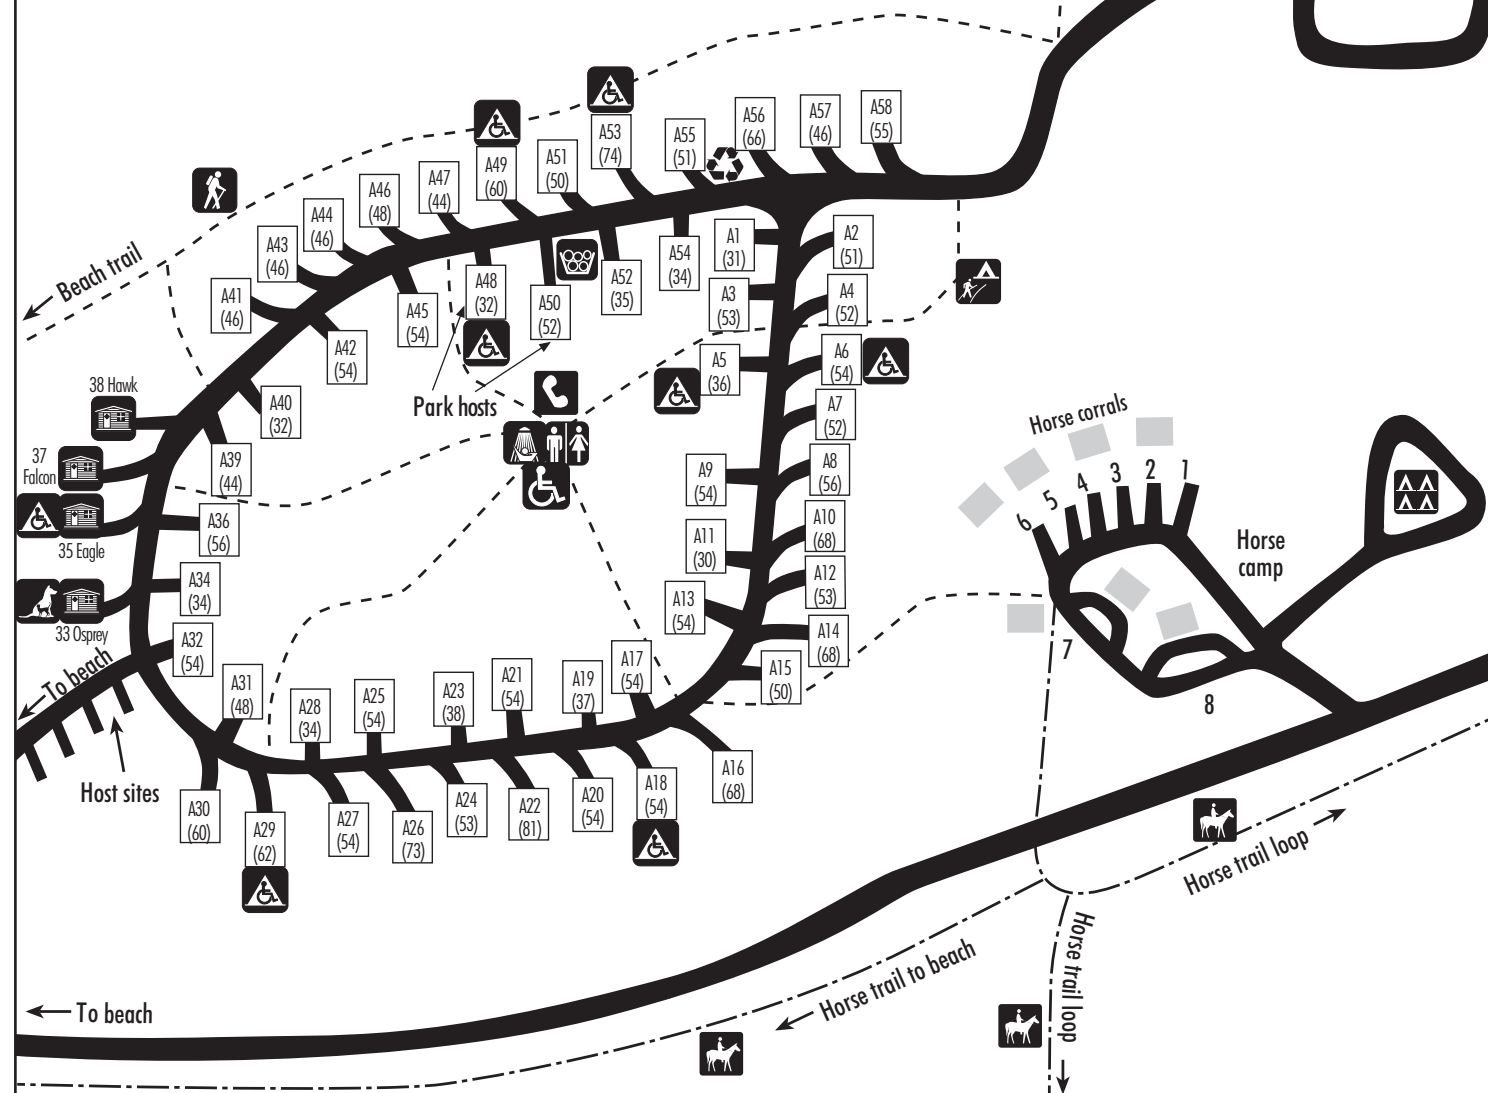 A58
(55)
A57
(46)
A56
(66)
A55
(51)
A53
(74)
A51
(50)
A49
(60)
A47
(44)
A46
(48)
A44
(46)
A43
(46)
A41
(46)
Beach trail
A1
(31)
A2
(51)
A54
(34)
A52
(35)
A50
(52)
A48
(32)
A45
(54)
A42
(54)
A3
(53)
A4
(52)
A5
(36)
A6
(54)
A7
(52)
Park hosts
38 Hawk
A40
(32)
37
Falcon
A39
(44)
A9
(54)
A8
(56)
Horse corrals
1
2
3
4
5
6
35 Eagle
A36
(56)
A11
(30)
A10
(68)
Horse
camp
A34
(34)
A13
(54)
A12
(53)
33 Osprey
A32
(54)
A14
(68)
7
To beach
A31
(48)
A28
(34)
A25
(54)
A23
(38)
A21
(54)
A19
(37)
A17
(54)
A15
(50)
8
Host sites
A30
(60)
A29
(62)
A27
(54)
A26
(73)
A24
(53)
A22
(81)
A20
(54)
A18
(54)
A16
(68)
Horse trail loop
Horse trail to beach
Horse trail loop
To beach